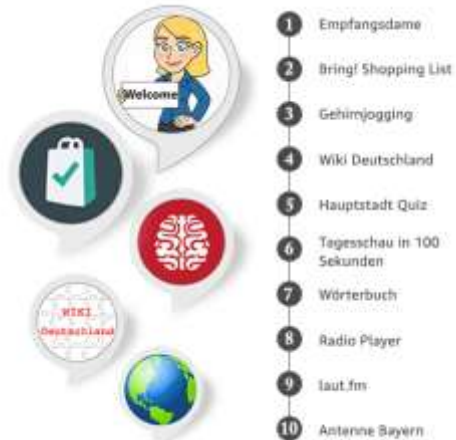 Welcome
WIKI
Deutschland
1 Empfangsdame
2 Bring! Shopping List
3 Gehirnjogging
4 Wiki Deutschland
5 Hauptstadt Quiz
6 Tagesschau in 100
Sekunden
7 Wörterbuch
8 Radio Player
9 laut.fm
10 Antenne Bayern